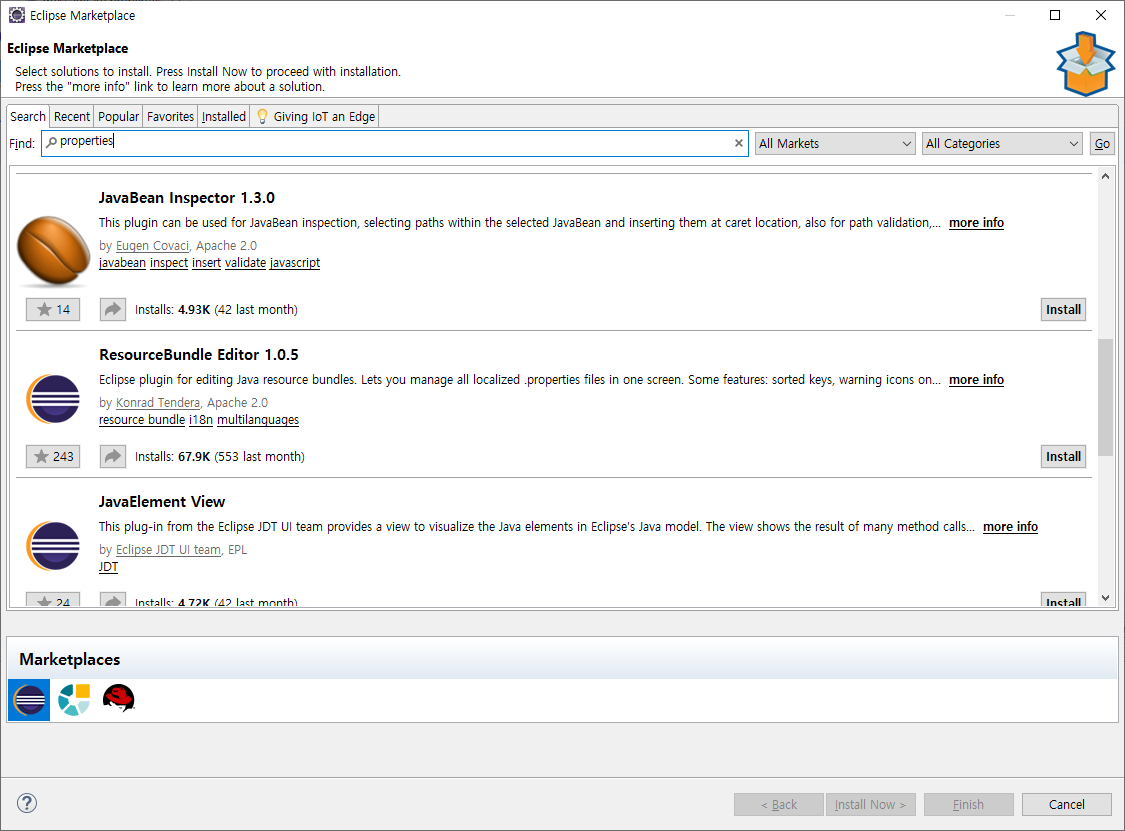 Eclipse Marketplace
Eclipse Marketplace
Select solutions to install. Press Install Now to proceed with installation.
Press the "more info" link to learn more about a solution.
Search Recent Popular Favorites Installed Giving IoT an Edge
Find: properties All Markets All Categories Go
JavaBean Inspector 1.3.0
This plugin can be used for JavaBean inspection, selecting paths within the selected JavaBean and inserting them at caret location, also for path validation,... more info
by Eugen Covaci, Apache 2.0
javabean inspect insert validate javascript
14 Installs: 4.93K (42 last month) Install
ResourceBundle Editor 1.0.5
Eclipse plugin for editing Java resource bundles. Lets you manage all localized .properties files in one screen. Some features: sorted keys, warning icons on... more info
by Konrad Tendera, Apache 2.0
resource bundle i18n multilanguages
243 Installs: 67.9K (553 last month) Install
JavaElement View
This plug-in from the Eclipse JDT UI team provides a view to visualize the Java elements in Eclipse's Java model. The view shows the result of many method calls... more info
by Eclipse JDT UI team, EPL
JDT
24 Installs: 4.72K (42 last month) Install
Marketplaces
< Back Install Now > Finish Cancel